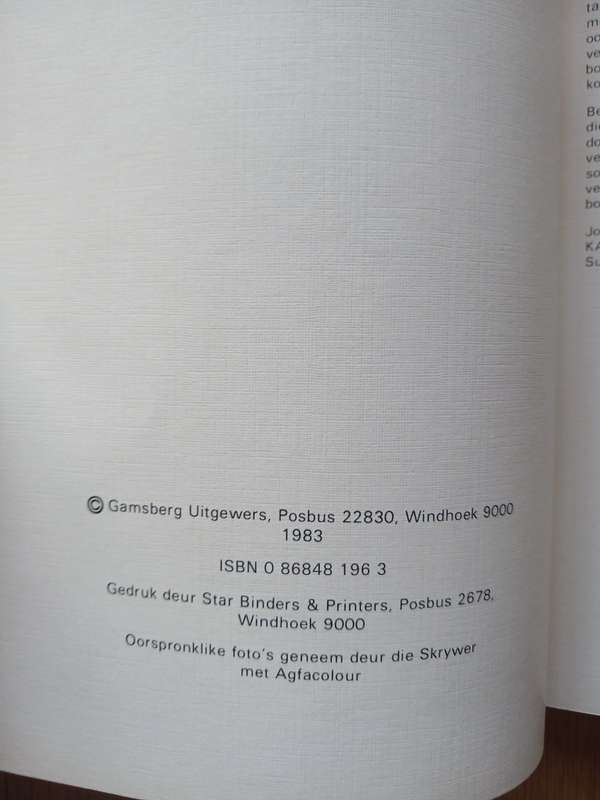 © Gamsberg Uitgewers, Posbus 22830, Windhoek 9000
1983
ISBN 0 86848 196 3
Gedruk deur Star Binders & Printers, Posbus 2678,
Windhoek 9000
Oorspronklike foto's geneem deur die Skrywer
met Agfacolour